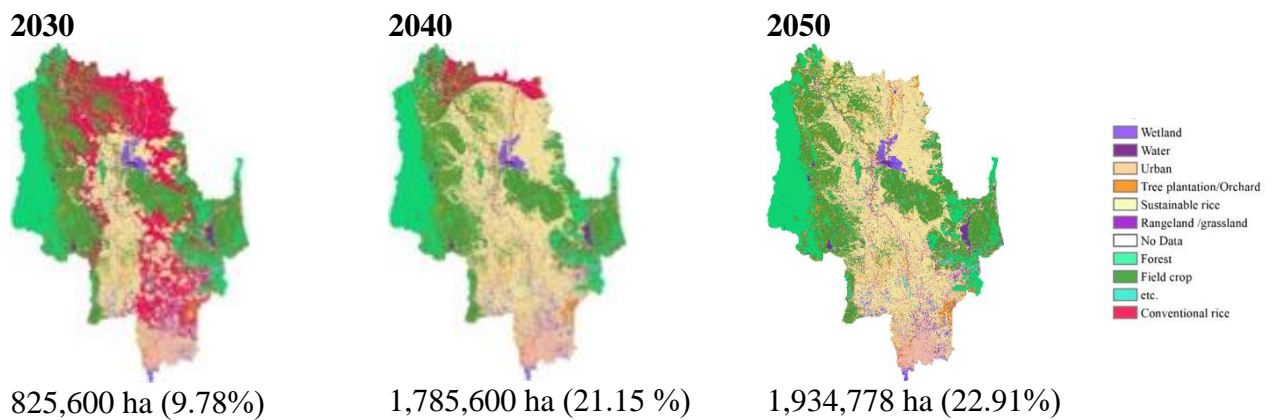 2030
2040
2050
Wetland
Water
Urban
Tree plantation/Orchard
Sustainable rice
Rangeland /grassland
No Data
Forest
Field crop
etc.
Conventional rice
825,600 ha (9.78%)
1,785,600 ha (21.15 %)
1,934,778 ha (22.91%)